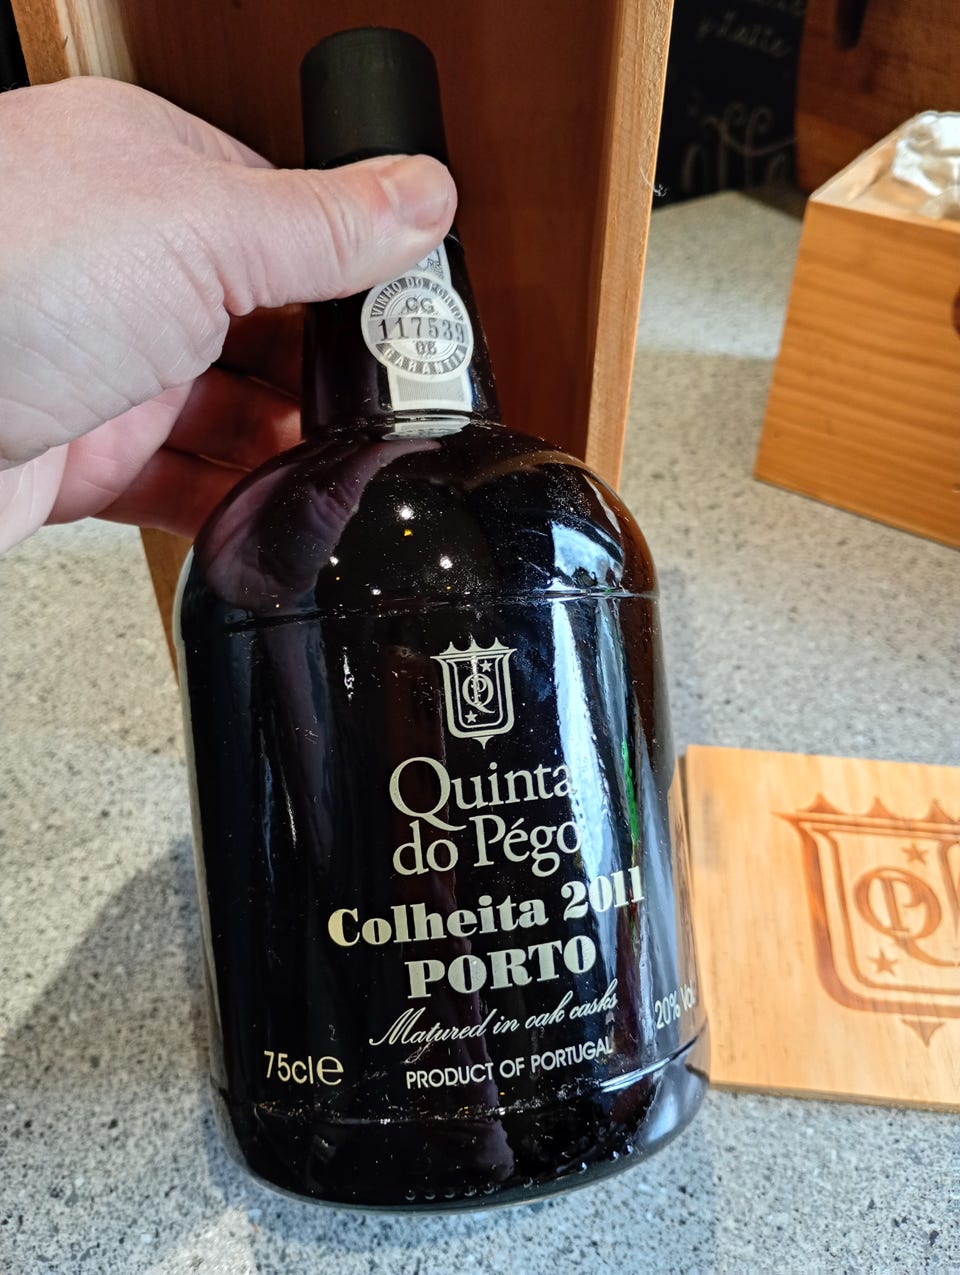 VINHO DO PORTO
CG
117539
GARANTIA
QP
Quinta
do Pégo
Colheita 2011
PORTO
Matured in oak casks
20% Vol
75cl e
PRODUCT OF PORTUGAL
QP